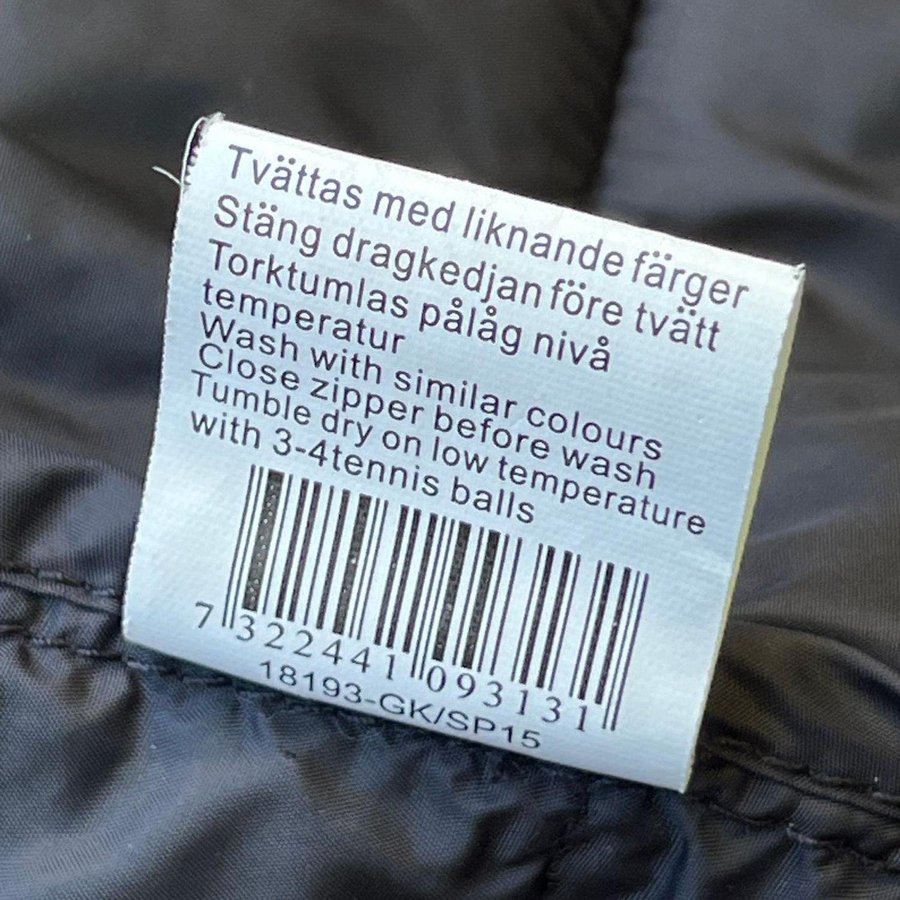 Tvättas med liknande färger
Stäng dragkedjan före tvätt
Torktumlas pålåg nivå
temperatur
Wash with similar colours
Close zipper before wash
Tumble dry on low temperature
with 3-4tennis balls
7 322441 093131
18193-GK/SP15